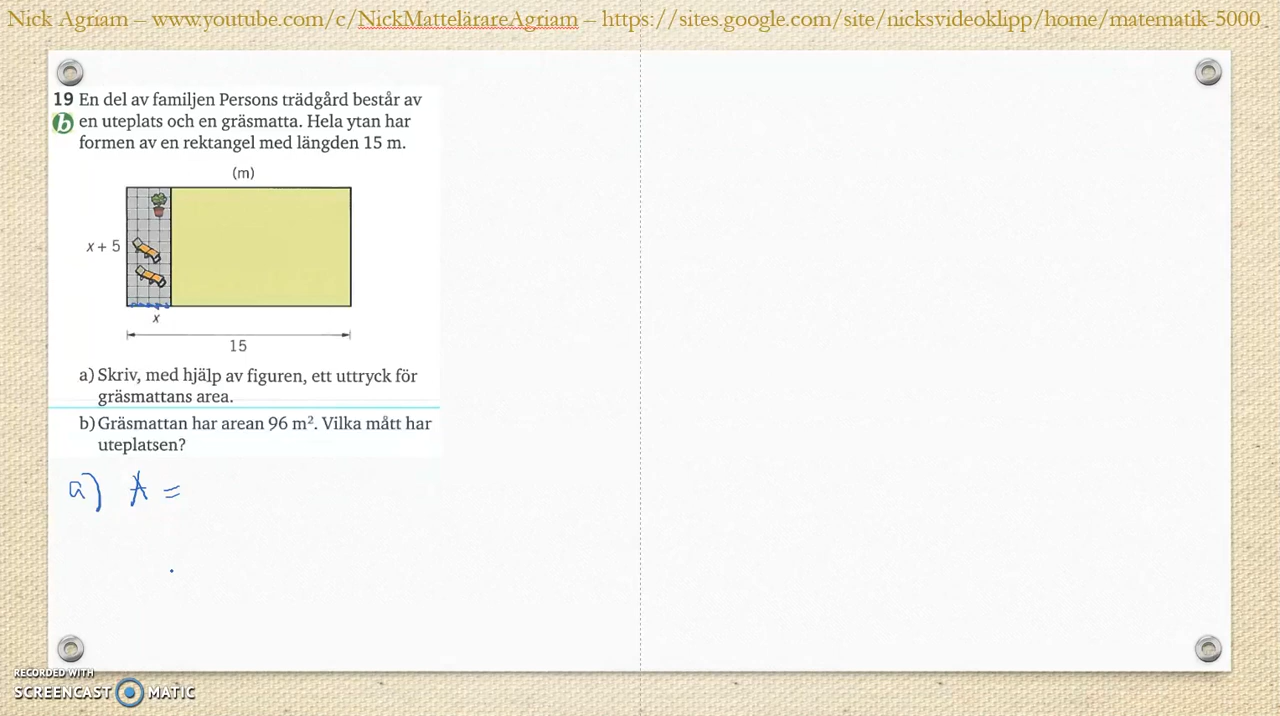 Nick Agriam – www.youtube.com/c/NickMattelärareAgriam – https://sites.google.com/site/nicksvideoklipp/home/matematik-5000
19 En del av familjen Persons trädgård består av
b en uteplats och en gräsmatta. Hela ytan har
formen av en rektangel med längden 15 m.
(m)
x + 5
x
15
a) Skriv, med hjälp av figuren, ett uttryck för
gräsmattans area.
b) Gräsmattan har arean 96 m². Vilka mått har
uteplatsen?
a) A =
RECORDED WITH
SCREENCAST MATIC